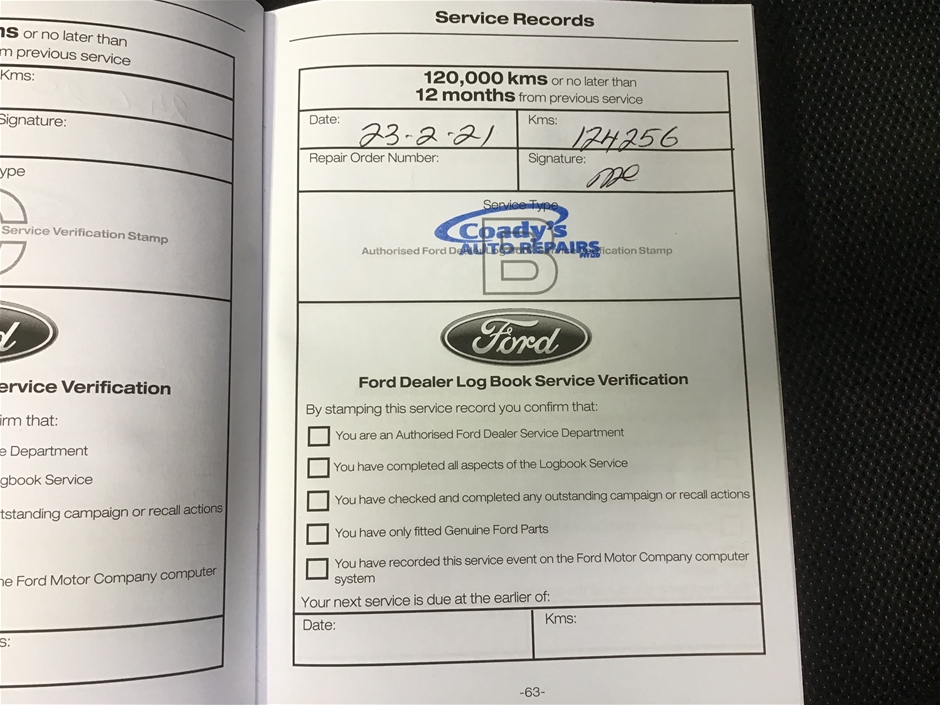 ns or no later than
m previous service
Kms:
Signature:
ype
Service Verification Stamp
ervice Verification
irm that:
e Department
gbook Service
tstanding campaign or recall actions
he Ford Motor Company computer
s:
Service Records
120,000 kms or no later than
12 months from previous service
Date: 23-2-21
Kms: 124256
Repair Order Number:
Signature:
Service Type
Coady's
AUTO REPAIRS
B
Ford
Ford Dealer Log Book Service Verification
By stamping this service record you confirm that:
You are an Authorised Ford Dealer Service Department
You have completed all aspects of the Logbook Service
You have checked and completed any outstanding campaign or recall actions
You have only fitted Genuine Ford Parts
You have recorded this service event on the Ford Motor Company computer
system
Your next service is due at the earlier of:
Date:
Kms:
-63-